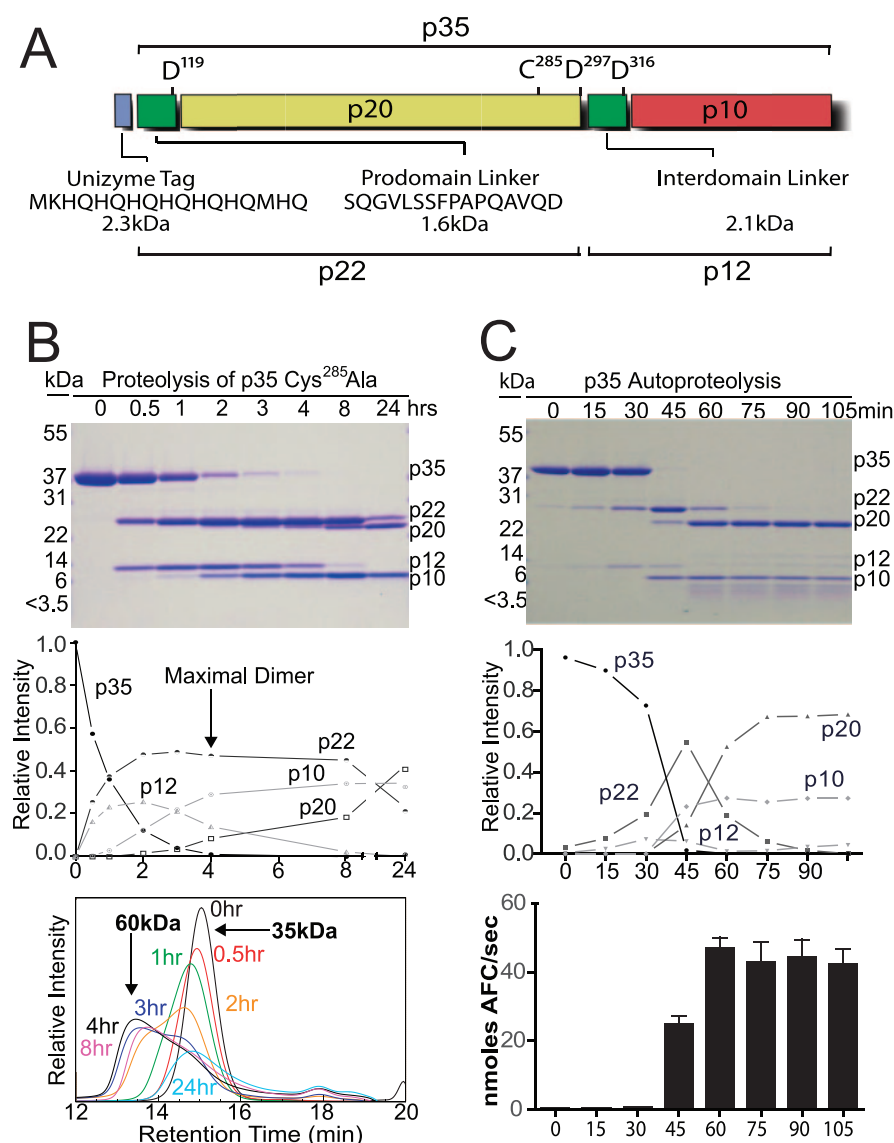 A
p35
D119
C285D297D316
p20
p10
Unizyme Tag
MKHQHQHQHQHQHQMHQ
2.3kDa
Prodomain Linker
SQGVLSSFPAPQAVQD
1.6kDa
Interdomain Linker
2.1kDa
p22
p12
B
kDa
Proteolysis of p35 Cys285Ala
0 0.5 1 2 3 4 8 24 hrs
55
37
31
22
14
6
<3.5
p35
p22
p20
p12
p10
Relative Intensity
1.0
0.8
0.6
0.4
0.2
0.0
p35
Maximal Dimer
p22
p12
p10
p20
0 2 4 6 8 24
Relative Intensity
0hr
60kDa
35kDa
1hr
0.5hr
3hr
2hr
4hr
8hr
24hr
12 14 16 18 20
Retention Time (min)
C
kDa
p35 Autoproteolysis
0 15 30 45 60 75 90 105 min
55
37
31
22
14
6
<3.5
p35
p22
p20
p12
p10
Relative Intensity
1.0
0.8
0.6
0.4
0.2
0.0
p35
p20
p22
p10
p12
0 15 30 45 60 75 90
nmoles AFC/sec
60
40
20
0
0 15 30 45 60 75 90 105